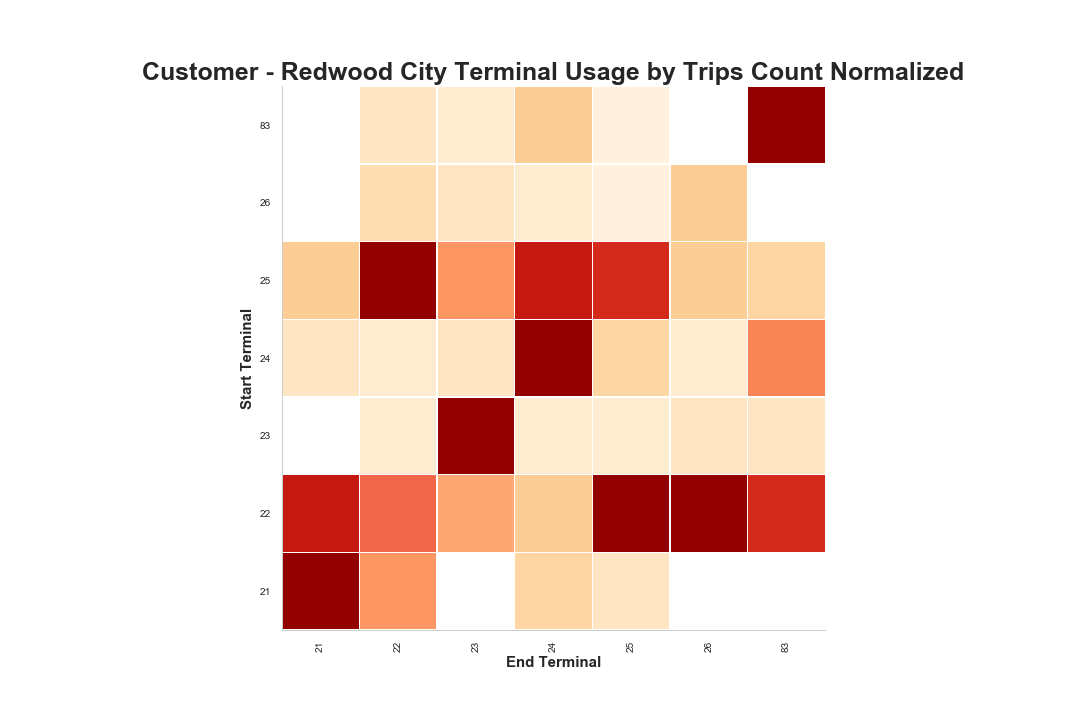 Customer - Redwood City Terminal Usage by Trips Count Normalized
83
26
25
24
23
22
21
Start Terminal
21 22 23 24 25 26 83
End Terminal